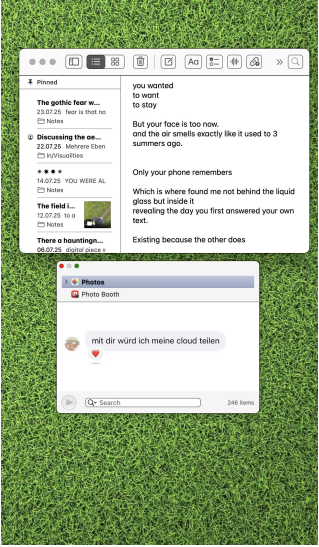 Aa
Pinned
The gothic fear w...
23.07.25 fear is that no
Notes
Discussing the ae...
22.07.25 Mehrere Eben
In/Visualities
14.07.25 YOU WERE AL
Notes
The field i...
12.07.25 to a
Notes
There a hountingn...
06.07.25 digital piece v
you wanted
to want
to stay
But your face is too now.
and the air smells exactly like it used to 3
summers ago.
Only your phone remembers
Which is where found me not behind the liquid
glass but inside it
revealing the day you first answered your own
text.
Existing because the other does
Photos
Photo Booth
mit dir würd ich meine cloud teilen
Search
246 items